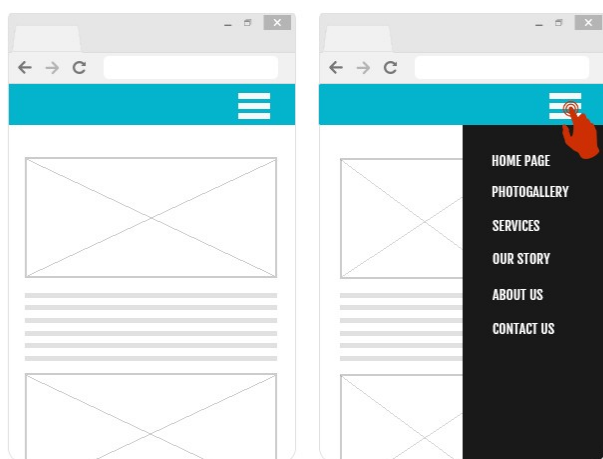 HOME PAGE
PHOTOGALLERY
SERVICES
OUR STORY
ABOUT US
CONTACT US